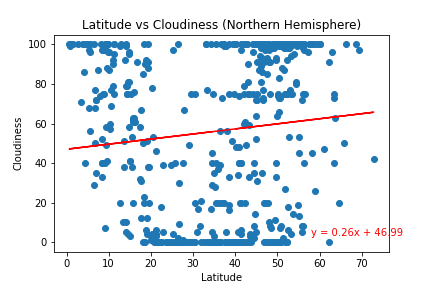 Latitude vs Cloudiness (Northern Hemisphere)
100
80
60
40
20
0
Cloudiness
y = 0.26x + 46.99
0 10 20 30 40 50 60 70
Latitude